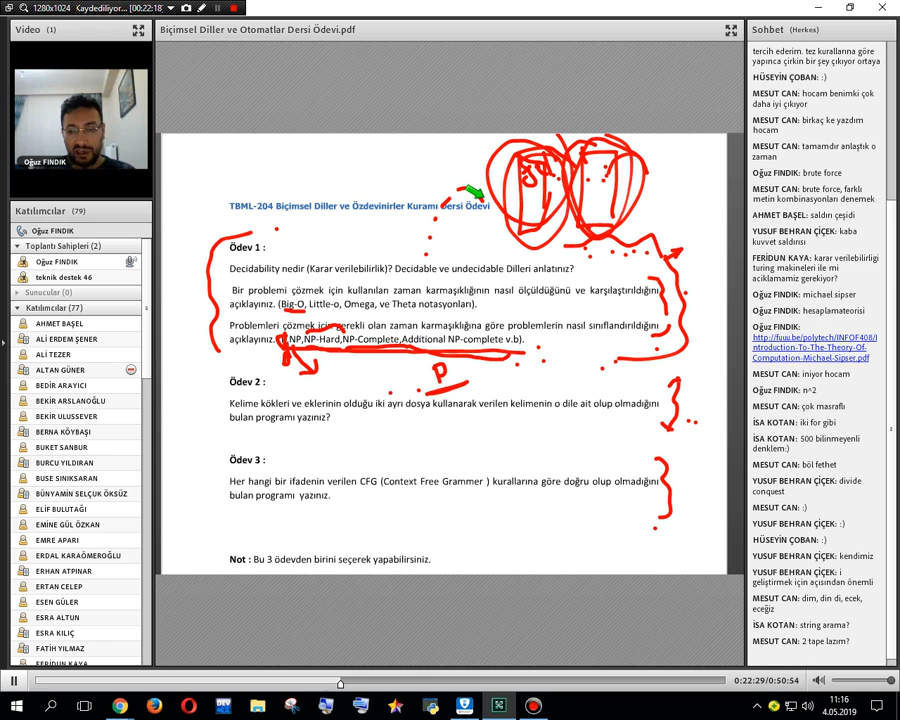 1280x1024
Kaydediliyor... [00:22:18]
Video (1)
Oğuz FINDIK
Katılımcılar (79)
Oğuz FINDIK
Toplantı Sahipleri (2)
Oğuz FINDIK
teknik destek 46
Sunucular (0)
Katılımcılar (77)
AHMET BAŞEL
ALİ ERDEM ŞENER
ALİ TEZER
ALTAN GÜNER
BEDİR ARAYICI
BEKİR ARSLANOĞLU
BEKİR ULUSSEVER
BERNA KÖYBAŞI
BUKET SANBUR
BURCU YILDIRAN
BUSE SINIKSARAN
BÜNYAMİN SELÇUK ÖKSÜZ
ELİF BULUTAĞI
EMİNE GÜL ÖZKAN
EMRE APARI
ERDAL KARAÖMEROĞLU
ERHAN ATPINAR
ERTAN CELEP
ESEN GÜLER
ESRA ALTUN
ESRA KILIÇ
FATİH YILMAZ
FERİDUN KAYA
Biçimsel Diller ve Otomatlar Dersi Ödevi.pdf
TBML-204 Biçimsel Diller ve Özdevinirler Kuramı Dersi Ödevi
Ödev 1 :
Decidability nedir (Karar verilebilirlik)? Decidable ve undecidable Dilleri anlatınız?
Bir problemi çözmek için kullanılan zaman karmaşıklığının nasıl ölçüldüğünü ve karşılaştırıldığını
açıklayınız. (Big-O, Little-o, Omega, ve Theta notasyonları).
Problemleri çözmek için gerekli olan zaman karmaşıklığına göre problemlerin nasıl sınıflandırıldığını
açıklayınız. (P,NP,NP-Hard,NP-Complete,Additional NP-complete v.b).
P
Ödev 2 :
Kelime kökleri ve eklerinin olduğu iki ayrı dosya kullanarak verilen kelimenin o dile ait olup olmadığını
bulan programı yazınız?
Ödev 3 :
Her hangi bir ifadenin verilen CFG (Context Free Grammer ) kurallarına göre doğru olup olmadığını
bulan programı yazınız.
Not : Bu 3 ödevden birini seçerek yapabilirsiniz.
Sohbet (Herkes)
tercih ederim. tez kurallarına göre
yapınca çirkin bir şey çıkıyor ortaya
HÜSEYİN ÇOBAN: :)
MESUT CAN: hocam benimki çok
daha iyi çıkıyor
MESUT CAN: birkaç ke yazdım
hocam
MESUT CAN: tamamdır anlaştık o
zaman
Oğuz FINDIK: brute force
MESUT CAN: brute force, farklı
metin kombinasyonları denemek
AHMET BAŞEL: saldırı çeşidi
YUSUF BEHRAN ÇİÇEK: kaba
kuvvet saldırısı
FERİDUN KAYA: karar verilebilirliği
turing makineleri ile mi
açıklamamiz gerekiyor?
Oğuz FINDIK: michael sipser
Oğuz FINDIK: hesaplamateorisi
Oğuz FINDIK:
http://fuuu.be/polytech/INFOF408/I
ntroduction-To-The-Theory-Of-
Computation-Michael-Sipser.pdf
MESUT CAN: iniyor hocam
Oğuz FINDIK: n^2
MESUT CAN: çok masraflı
İSA KOTAN: iki for gibi
İSA KOTAN: 500 bilinmeyenli
denklem:)
MESUT CAN: böl fethet
YUSUF BEHRAN ÇİÇEK: divide
conquest
MESUT CAN: :)
YUSUF BEHRAN ÇİÇEK: :)
HÜSEYİN ÇOBAN: :)
YUSUF BEHRAN ÇİÇEK: kendimiz
YUSUF BEHRAN ÇİÇEK: i
geliştirmek için açısından önemli
MESUT CAN: dim, din di, ecek,
eceğiz
İSA KOTAN: string arama?
MESUT CAN: 2 tape lazım?
0:22:29/0:50:54
11:16
4.05.2019